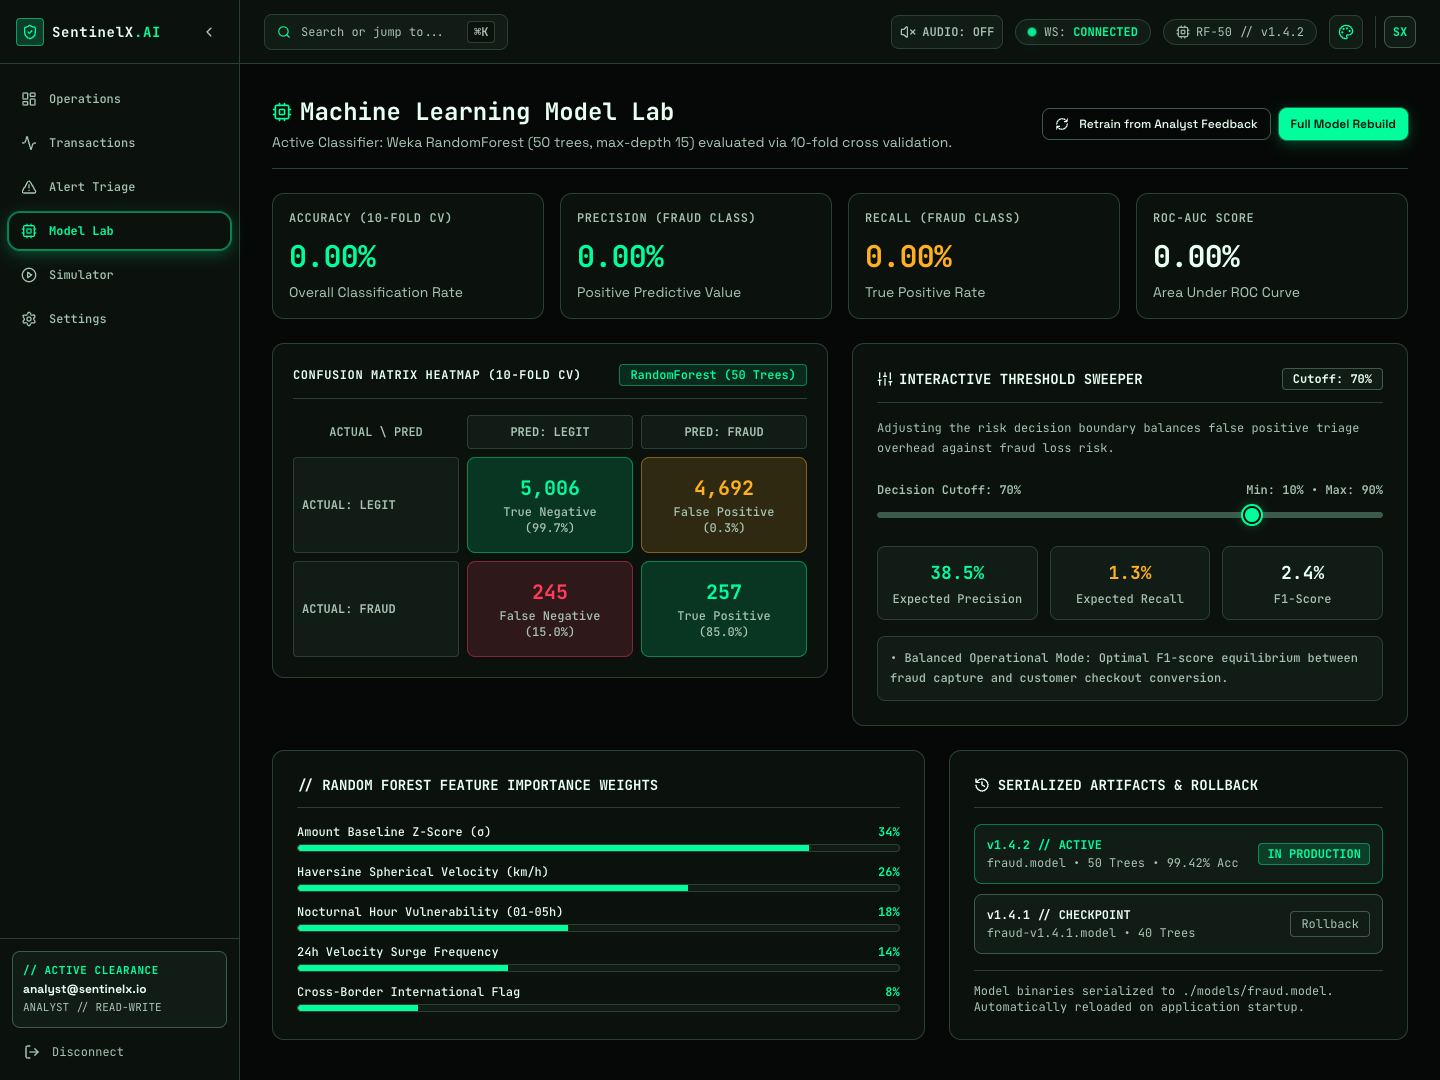 SentinelX.AI
Search or jump to...
⌘K
AUDIO: OFF
WS: CONNECTED
RF-50 // v1.4.2
SX
Operations
Transactions
Alert Triage
Model Lab
Simulator
Settings
Machine Learning Model Lab
Active Classifier: Weka RandomForest (50 trees, max-depth 15) evaluated via 10-fold cross validation.
Retrain from Analyst Feedback
Full Model Rebuild
ACCURACY (10-FOLD CV)
0.00%
Overall Classification Rate
PRECISION (FRAUD CLASS)
0.00%
Positive Predictive Value
RECALL (FRAUD CLASS)
0.00%
True Positive Rate
ROC-AUC SCORE
0.00%
Area Under ROC Curve
CONFUSION MATRIX HEATMAP (10-FOLD CV)
RandomForest (50 Trees)
ACTUAL \ PRED
PRED: LEGIT
PRED: FRAUD
ACTUAL: LEGIT
5,006
True Negative
(99.7%)
4,692
False Positive
(0.3%)
ACTUAL: FRAUD
245
False Negative
(15.0%)
257
True Positive
(85.0%)
INTERACTIVE THRESHOLD SWEEPER
Cutoff: 70%
Adjusting the risk decision boundary balances false positive triage
overhead against fraud loss risk.
Decision Cutoff: 70%
Min: 10% • Max: 90%
38.5%
Expected Precision
1.3%
Expected Recall
2.4%
F1-Score
• Balanced Operational Mode: Optimal F1-score equilibrium between
fraud capture and customer checkout conversion.
// RANDOM FOREST FEATURE IMPORTANCE WEIGHTS
Amount Baseline Z-Score (σ)
34%
Haversine Spherical Velocity (km/h)
26%
Nocturnal Hour Vulnerability (01-05h)
18%
24h Velocity Surge Frequency
14%
Cross-Border International Flag
8%
SERIALIZED ARTIFACTS & ROLLBACK
v1.4.2 // ACTIVE
fraud.model • 50 Trees • 99.42% Acc
IN PRODUCTION
v1.4.1 // CHECKPOINT
fraud-v1.4.1.model • 40 Trees
Rollback
Model binaries serialized to ./models/fraud.model.
Automatically reloaded on application startup.
// ACTIVE CLEARANCE
analyst@sentinelx.io
ANALYST // READ-WRITE
Disconnect